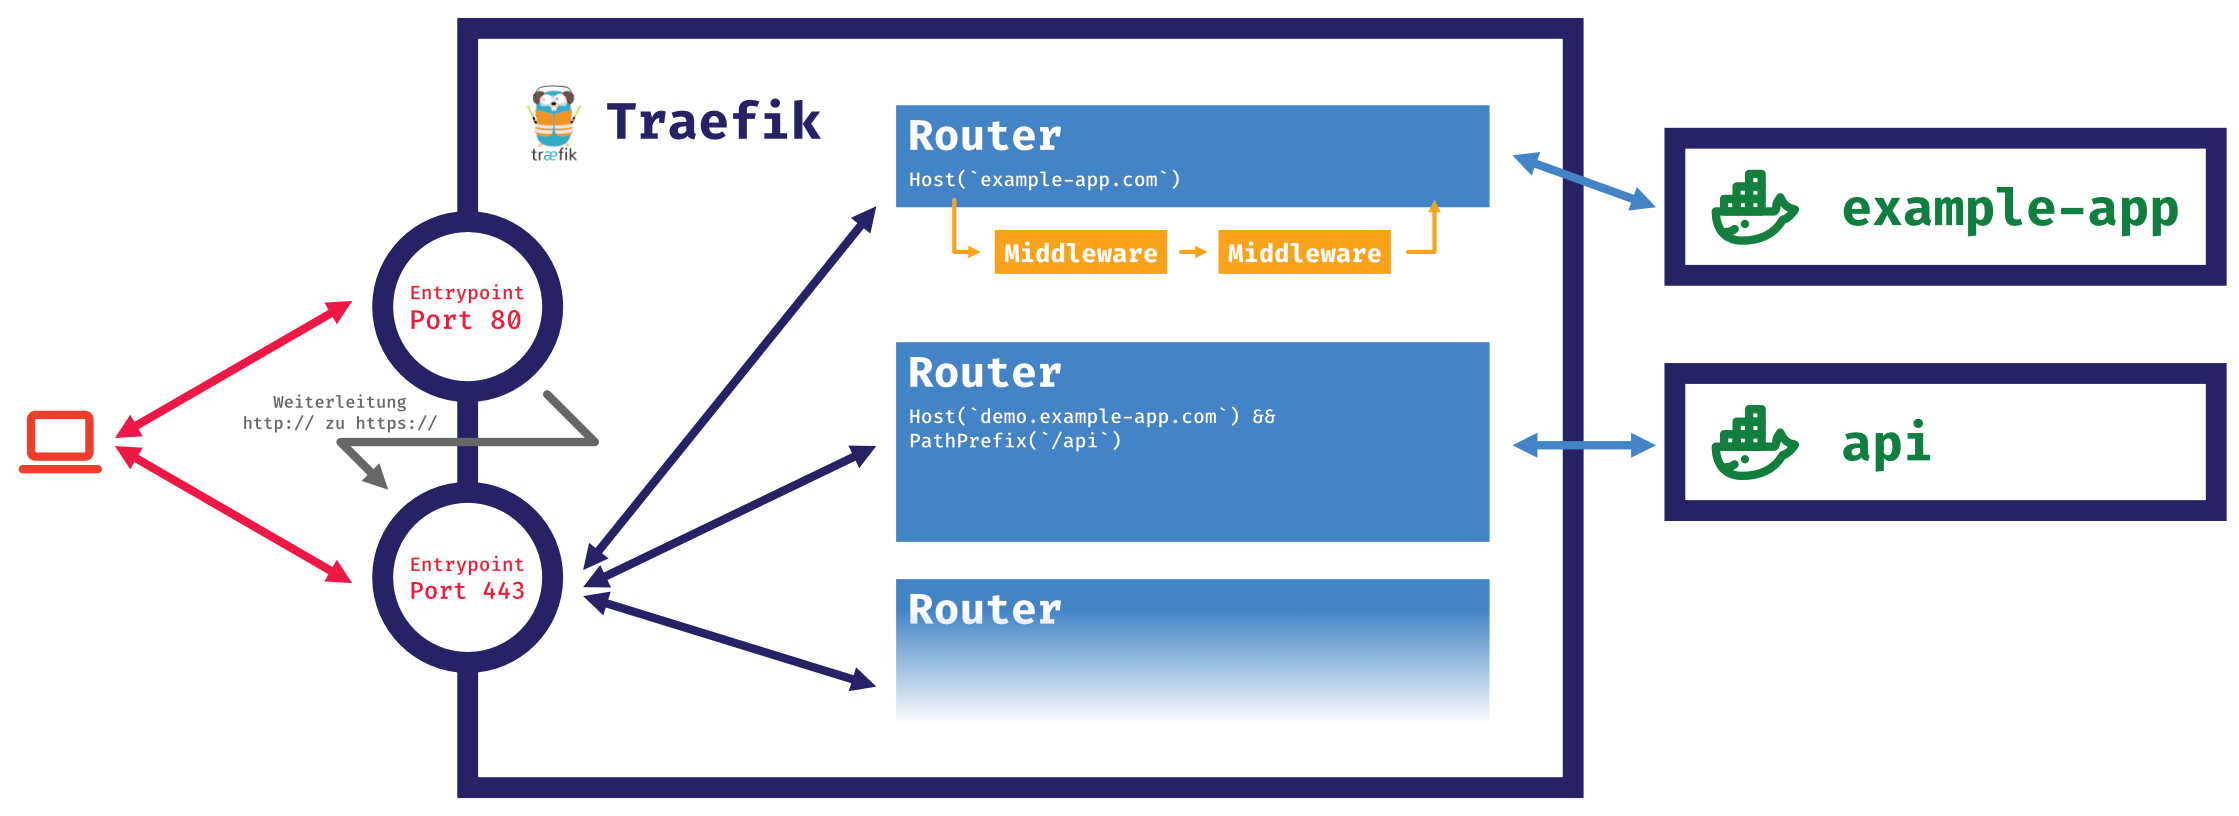 træfik
Traefik
Entrypoint
Port 80
Weiterleitung
http:// zu https://
Entrypoint
Port 443
Router
Host(`example-app.com`)
Middleware
Middleware
Router
Host(`demo.example-app.com`) &&
PathPrefix(`/api`)
Router
example-app
api